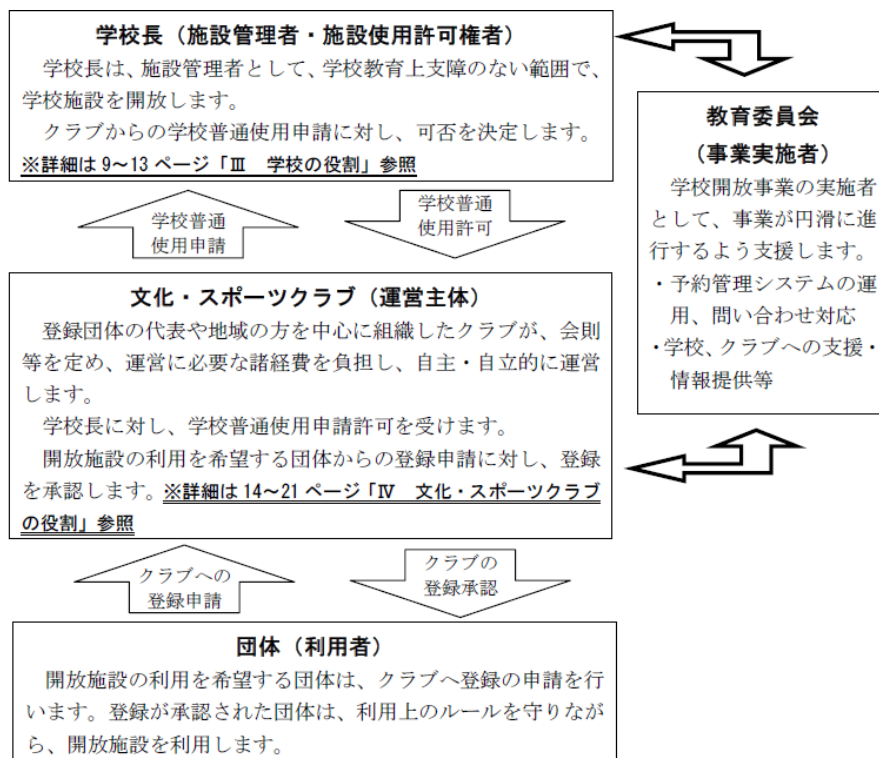 学校長（施設管理者・施設使用許可権者）
学校長は、施設管理者として、学校教育上支障のない範囲で、
学校施設を開放します。
クラブからの学校普通使用申請に対し、可否を決定します。
※詳細は 9～13 ページ「Ⅲ　学校の役割」参照
学校普通
使用申請
学校普通
使用許可
文化・スポーツクラブ（運営主体）
登録団体の代表や地域の方を中心に組織したクラブが、会則
等を定め、運営に必要な諸経費を負担し、自主・自立的に運営
します。
学校長に対し、学校普通使用申請許可を受けます。
開放施設の利用を希望する団体からの登録申請に対し、登録
を承認します。※詳細は 14～21 ページ「Ⅳ　文化・スポーツクラブ
の役割」参照
クラブへの
登録申請
クラブの
登録承認
団体（利用者）
開放施設の利用を希望する団体は、クラブへ登録の申請を行
います。登録が承認された団体は、利用上のルールを守りなが
ら、開放施設を利用します。
教育委員会
（事業実施者）
学校開放事業の実施者
として、事業が円滑に進
行するよう支援します。
・予約管理システムの運
用、問い合わせ対応
・学校、クラブへの支援・
情報提供等